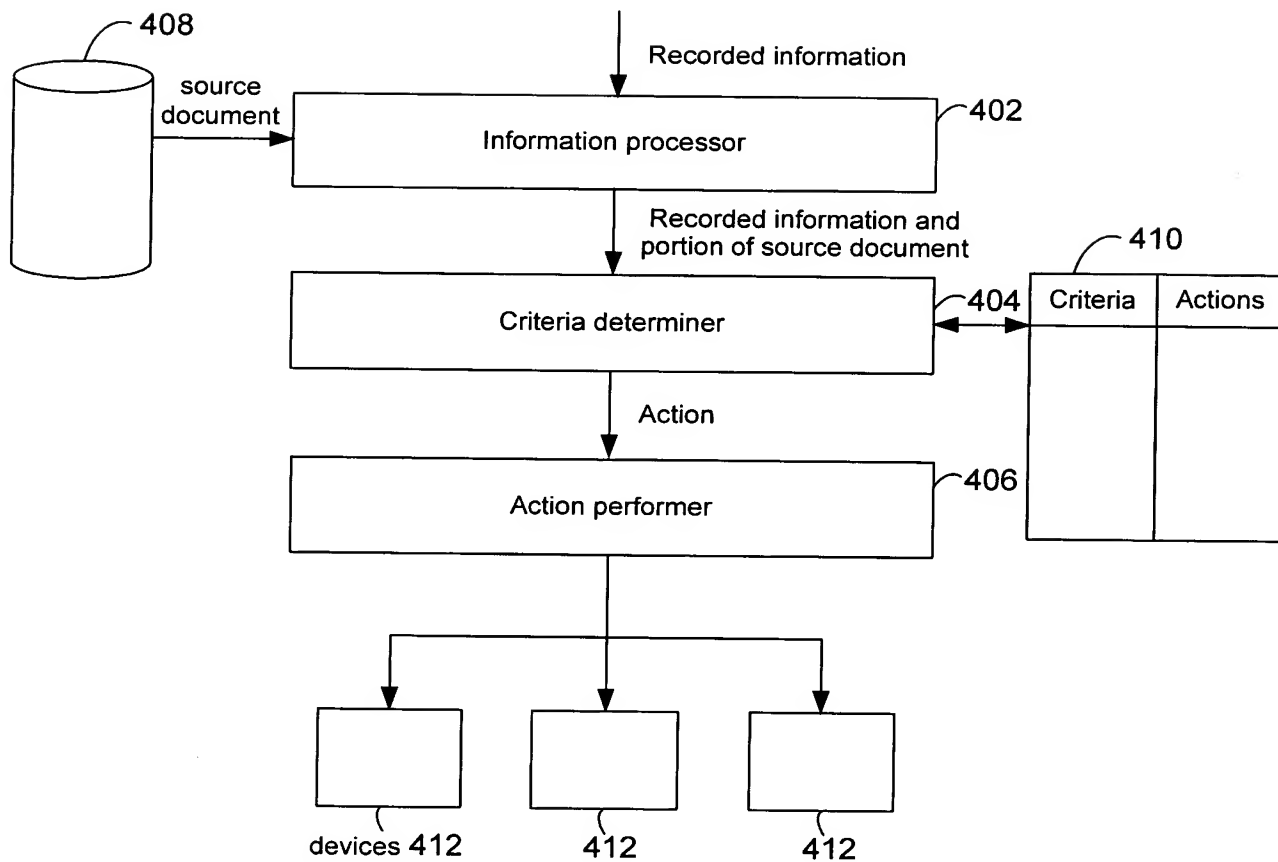 408
Recorded information
source
document
402
Information processor
Recorded information and
portion of source document
410
404
Criteria
Actions
Criteria determiner
Action
406
Action performer
devices 412
412
412